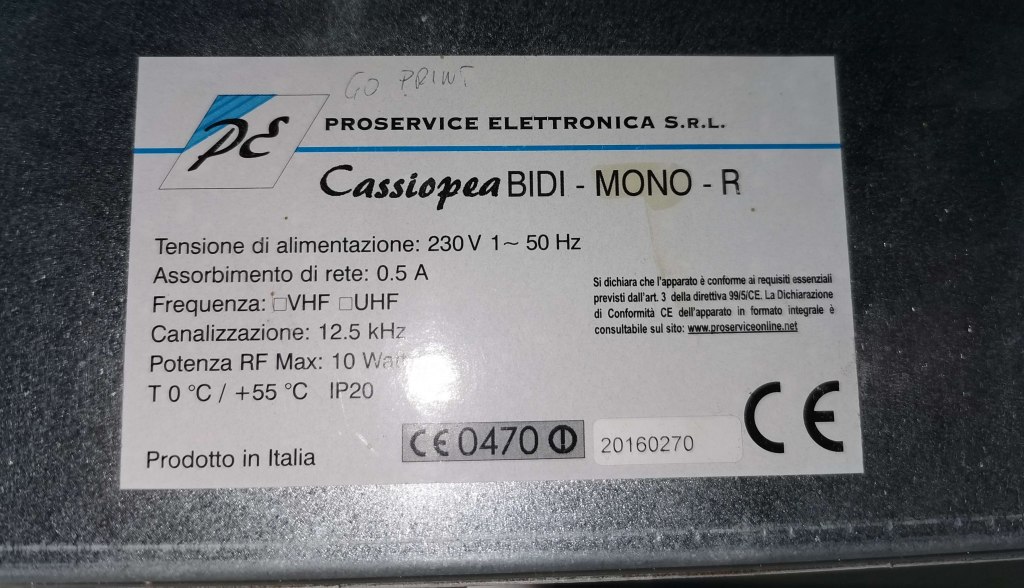 GO PRINT
PE
PROSERVICE ELETTRONICA S.R.L.
Cassiopea BIDI - MONO - R
Tensione di alimentazione: 230 V 1~ 50 Hz
Assorbimento di rete: 0.5 A
Frequenza: □VHF □UHF
Canalizzazione: 12.5 kHz
Potenza RF Max: 10 Watt
T 0 °C / +55 °C IP20
Si dichiara che l'apparato è conforme ai requisiti essenziali
previsti dall'art. 3 della direttiva 99/5/CE. La Dichiarazione
di Conformità CE dell'apparato in formato integrale è
consultabile sul sito: www.proserviceonline.net
Prodotto in Italia
CE 0470
20160270
CE